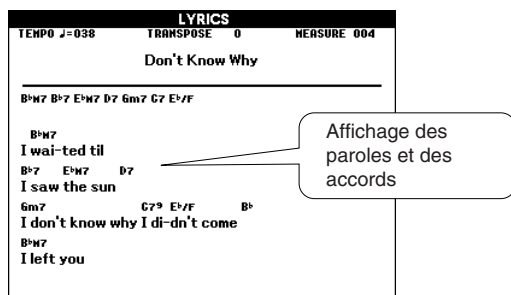 LYRICS
TEMPO ♩=038 TRANSPOSE 0 MEASURE 004
Don't Know Why
B♭M7 B♭7 E♭M7 D7 Gm7 C7 E♭/F
B♭M7
I wai-ted til
B♭7 E♭M7 D7
I saw the sun
Gm7 C7⁹ E♭/F B♭
I don't know why I di-dn't come
B♭M7
I left you
Affichage des
paroles et des
accords